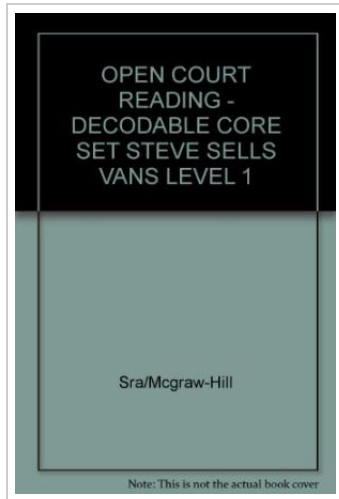 OPEN COURT
READING -
DECODABLE CORE
SET STEVE SELLS
VANS LEVEL 1
Sra/Mcgraw-Hill
Note: This is not the actual book cover